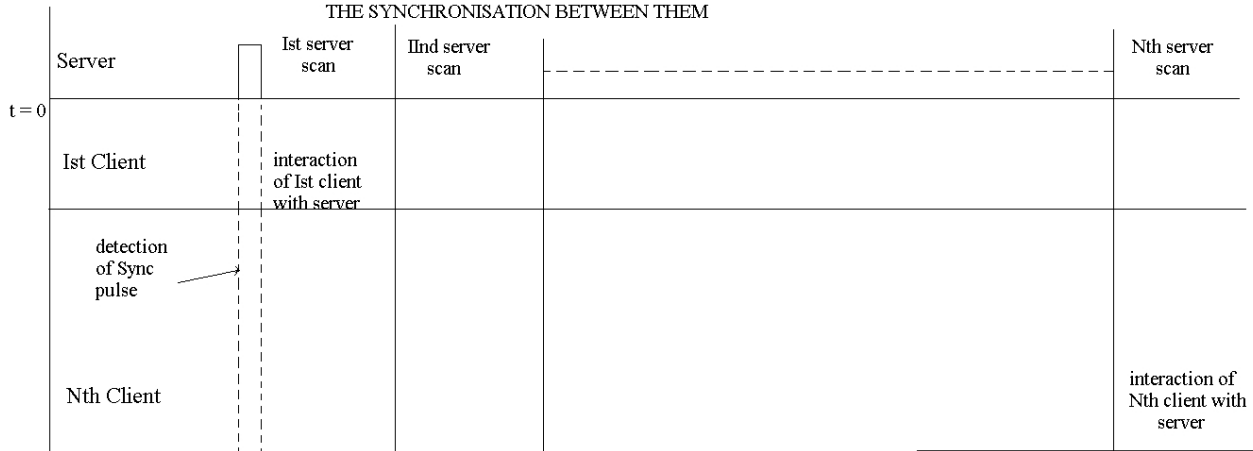 THE SYNCHRONISATION BETWEEN THEM
Server
Ist server
scan
IInd server
scan
Nth server
scan
t = 0
Ist Client
interaction
of Ist client
with server
detection
of Sync
pulse
Nth Client
interaction of
Nth client with
server